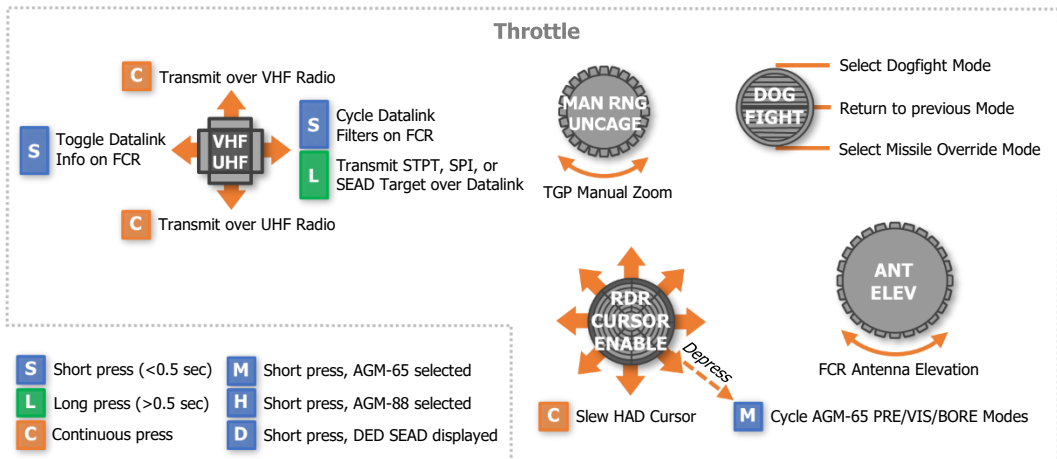 Throttle
C
Transmit over VHF Radio
S
Toggle Datalink
Info on FCR
VHF
UHF
S
Cycle Datalink
Filters on FCR
L
Transmit STPT, SPI, or
SEAD Target over Datalink
C
Transmit over UHF Radio
MAN RNG
UNCAGE
TGP Manual Zoom
DOG
FIGHT
Select Dogfight Mode
Return to previous Mode
Select Missile Override Mode
RDR
CURSOR
ENABLE
Depress
C
Slew HAD Cursor
M
Cycle AGM-65 PRE/VIS/BORE Modes
ANT
ELEV
FCR Antenna Elevation
S
Short press (<0.5 sec)
L
Long press (>0.5 sec)
C
Continuous press
M
Short press, AGM-65 selected
H
Short press, AGM-88 selected
D
Short press, DED SEAD displayed